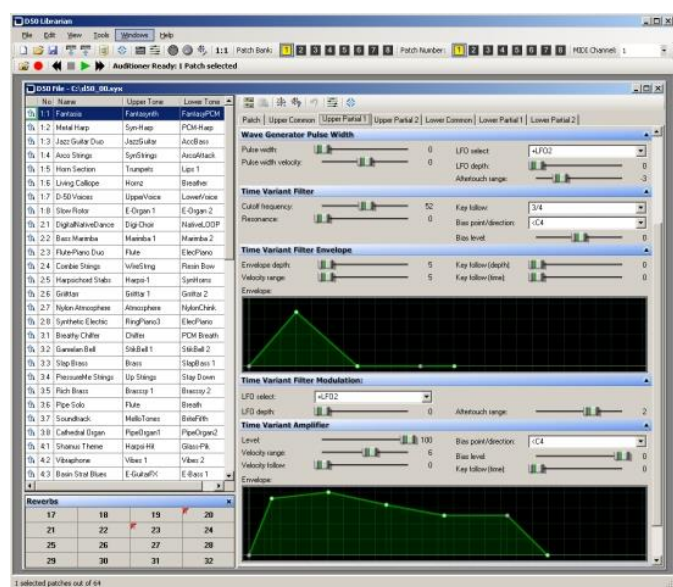 D50 Librarian
File Edit View Tools Windows Help
1:1 Patch Bank: 1 2 3 4 5 6 7 8 Patch Number: 1 2 3 4 5 6 7 8 MIDI Channel: 1
Auditioner Ready: 1 Patch selected
D50 File - C:\d50_00.syx
No Name Upper Tone Lower Tone
1:1 Fantasia Fantasynth FantasyPCM
1:2 Metal Harp Syn-Harp PCM-Harp
1:3 Jazz Guitar Duo JazzGuitar AccBass
1:4 Arco Strings SynStrings ArcoAttack
1:5 Horn Section Trumpets Lips 1
1:6 Living Calliope Hornz Breather
1:7 D-50 Voices UpperVoice LowerVoice
1:8 Slow Rotor E-Organ 1 E-Organ 2
2:1 DigitalNativeDance Digi-Choir NativeLOOP
2:2 Bass Marimba Marimba 1 Marimba 2
2:3 Flute-Piano Duo Flute ElecPiano
2:4 Combie Strings WireStrng Resin Bow
2:5 Harpsichord Stabs Harpsi-1 SynHorns
2:6 Griitttarr Griittar 1 Griittar 2
2:7 Nylon Atmosphere Atmosphere NylonChink
2:8 Synthetic Electric RingPiano3 ElecPiano
3:1 Breathy Chiffer Chiffer PCM Breath
3:2 Gamelan Bell StikBell 1 StikBell 2
3:3 Slap Brass Brass SlapBass 1
3:4 PressureMe Strings Up Strings Stay Down
3:5 Rich Brass Brasssy 1 Brasssy 2
3:6 Pipe Solo Flute Breath
3:7 Soundtrack MelloTones BriteFifth
3:8 Cathedral Organ PipeOrgan1 PipeOrgan2
4:1 Shamus Theme Harpsi-Hit Glass-Pik
4:2 Vibraphone Vibes 1 Vibes 2
4:3 Basin Strat Blues E-GuitarFX E-Bass 1
Reverbs
17 18 19 20
21 22 23 24
25 26 27 28
29 30 31 32
Patch Upper Common Upper Partial 1 Upper Partial 2 Lower Common Lower Partial 1 Lower Partial 2
Wave Generator Pulse Width
Pulse width: 0 LFO select: +LFO2
Pulse width velocity: 0 LFO depth: 0
Aftertouch range: -3
Time Variant Filter
Cutoff frequency: 52 Key follow: 3/4
Resonance: 0 Bias point/direction: <C4
Bias level: 0
Time Variant Filter Envelope
Envelope depth: 5 Key follow (depth): 0
Velocity range: 5 Key follow (time): 0
Envelope:
Time Variant Filter Modulation:
LFO select: +LFO2
LFO depth: 0 Aftertouch range: 2
Time Variant Amplifier
Level: 100 Bias point/direction: <C4
Velocity range: 6 Bias level: 0
Velocity follow: 0 Key follow (time): 0
Envelope:
1 selected patches out of 64